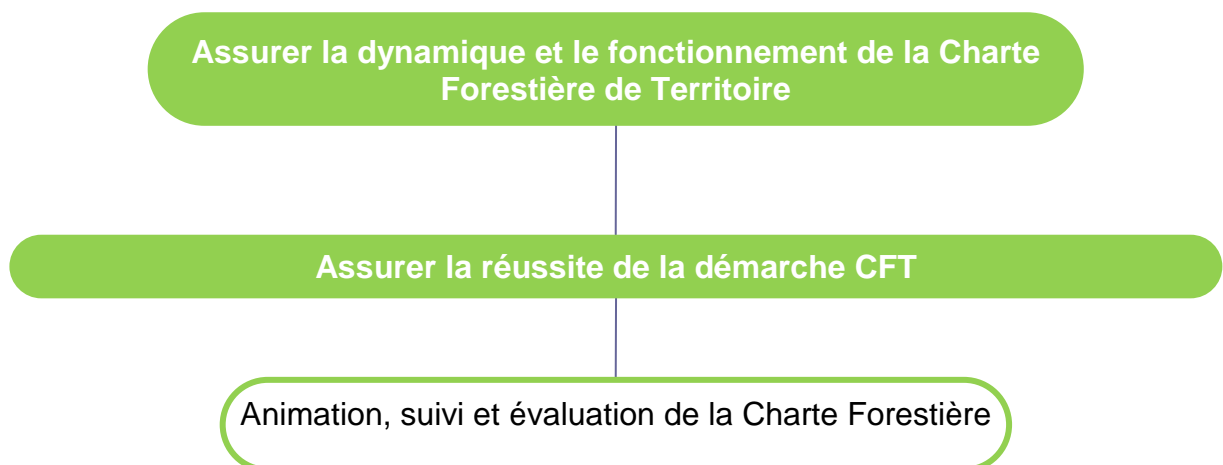 Assurer la dynamique et le fonctionnement de la Charte
Forestière de Territoire
Assurer la réussite de la démarche CFT
Animation, suivi et évaluation de la Charte Forestière